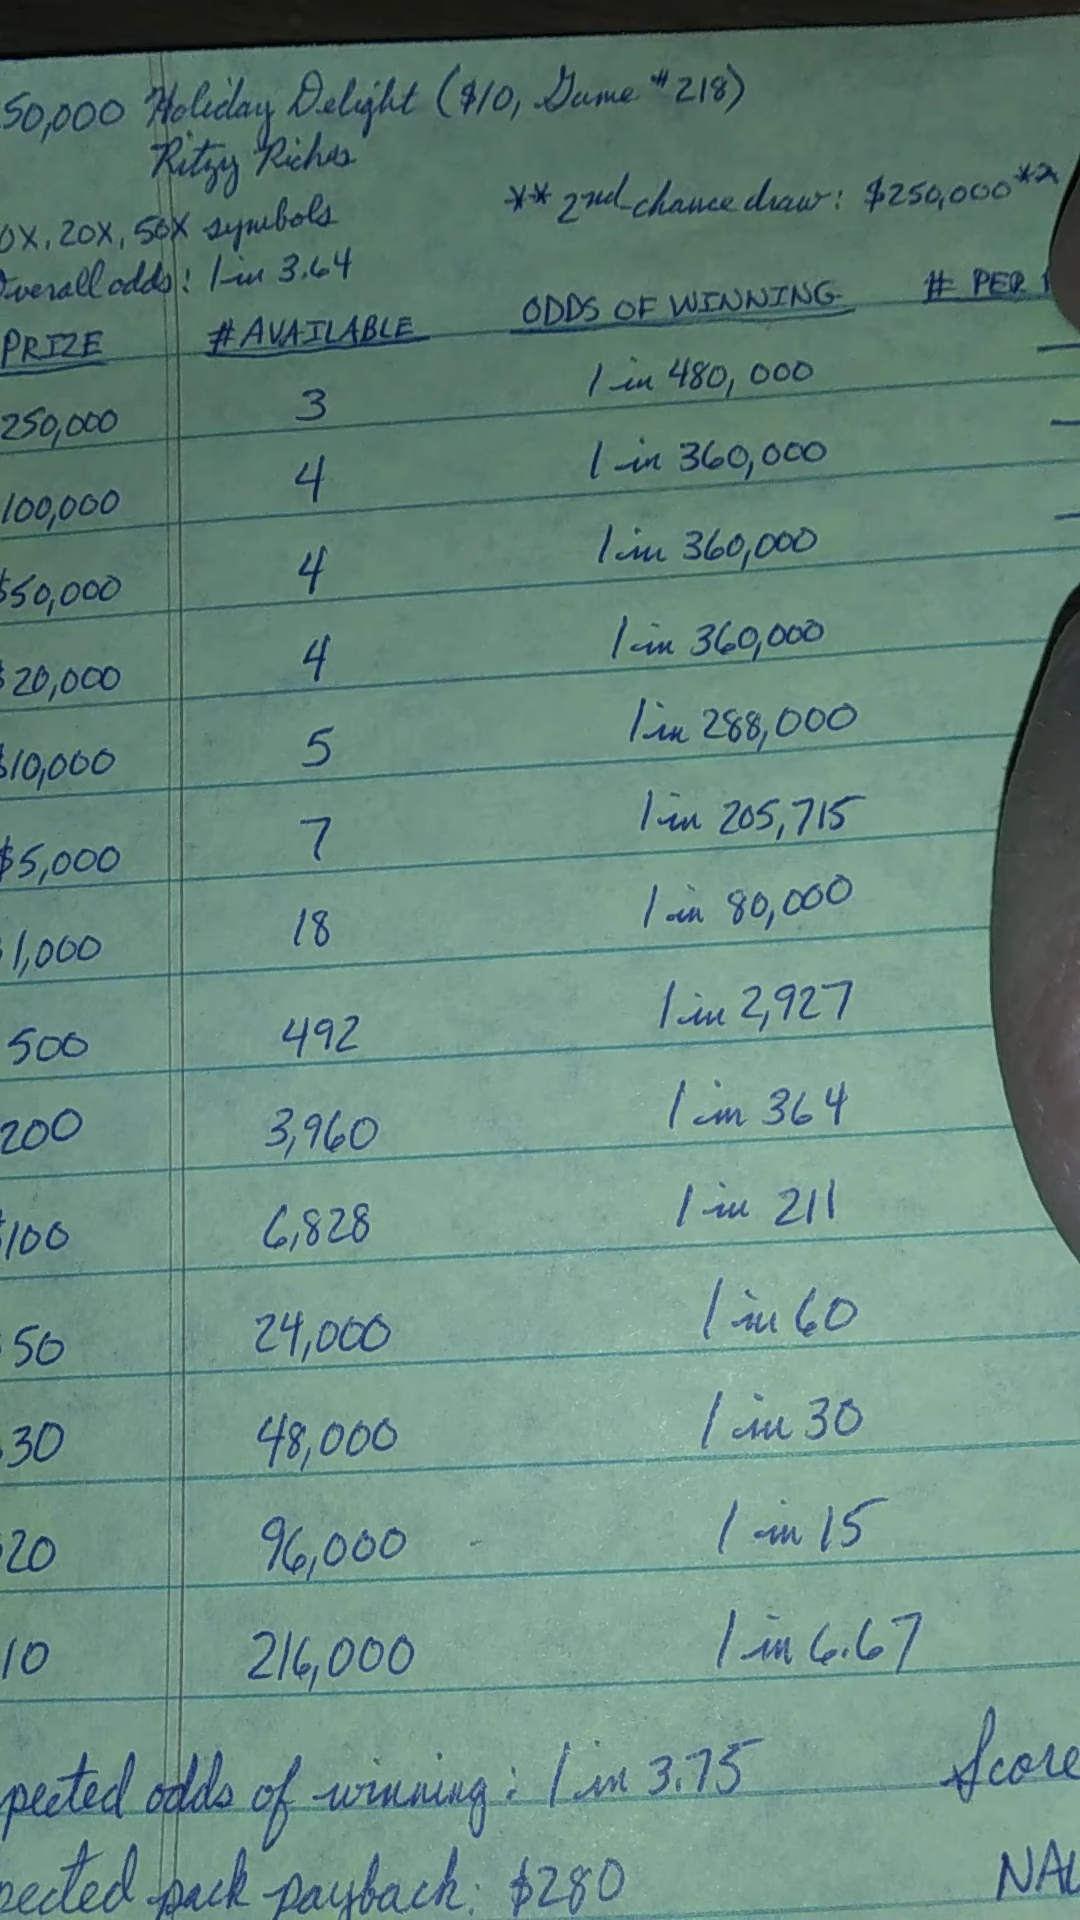 50,000 Holiday Delight ($10, Game #218)
Ritzy Riches
0X, 20X, 50X symbols
** 2nd-chance draw: $250,000 **
Overall odds: 1 in 3.64
PRIZE # AVAILABLE ODDS OF WINNING # PER
250,000 3 1 in 480,000
100,000 4 1 in 360,000
$50,000 4 1 in 360,000
$20,000 4 1 in 360,000
$10,000 5 1 in 288,000
$5,000 7 1 in 205,715
1,000 18 1 in 80,000
500 492 1 in 2,927
200 3,960 1 in 364
$100 6,828 1 in 211
50 24,000 1 in 60
30 48,000 1 in 30
20 96,000 1 in 15
10 216,000 1 in 6.67
pected odds of winning: 1 in 3.75 Score
pected pack payback: $280